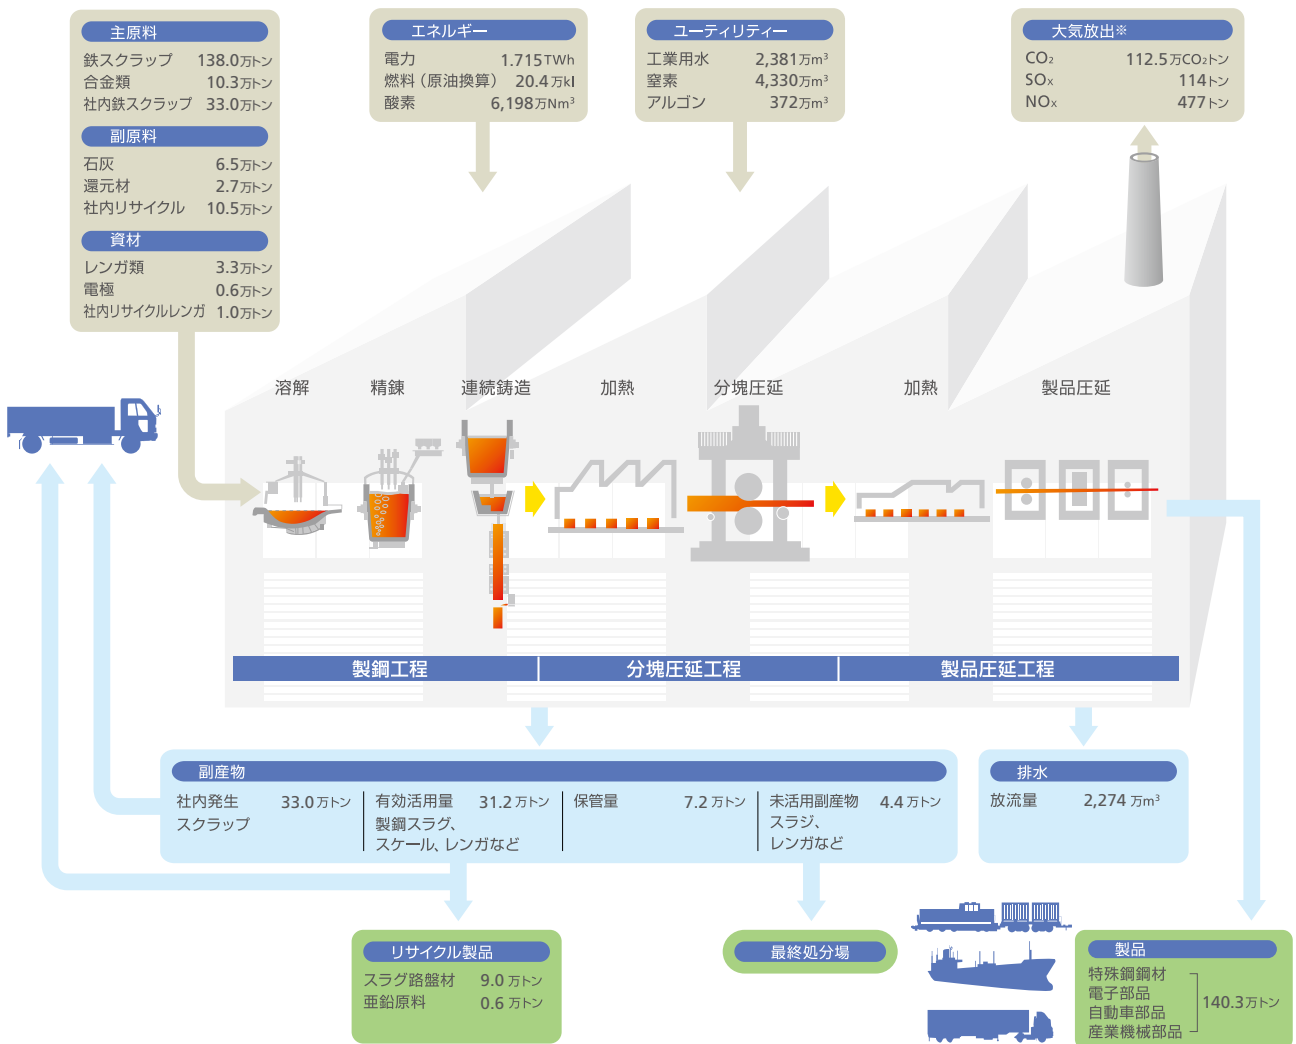 主原料
鉄スクラップ 138.0万トン
合金類 10.3万トン
社内鉄スクラップ 33.0万トン
副原料
石灰 6.5万トン
還元材 2.7万トン
社内リサイクル 10.5万トン
資材
レンガ類 3.3万トン
電極 0.6万トン
社内リサイクルレンガ 1.0万トン
エネルギー
電力 1.715TWh
燃料（原油換算） 20.4万kl
酸素 6,198万Nm³
ユーティリティー
工業用水 2,381万m³
窒素 4,330万m³
アルゴン 372万m³
大気放出※
CO₂ 112.5万CO₂トン
SOx 114トン
NOx 477トン
溶解 精錬 連続鋳造 加熱 分塊圧延 加熱 製品圧延
製鋼工程 分塊圧延工程 製品圧延工程
副産物
社内発生 33.0万トン
スクラップ
有効活用量 31.2万トン
製鋼スラグ、
スケール、レンガなど
保管量 7.2万トン
未活用副産物 4.4万トン
スラジ、
レンガなど
排水
放流量 2,274 万m³
リサイクル製品
スラグ路盤材 9.0 万トン
亜鉛原料 0.6 万トン
最終処分場
製品
特殊鋼鋼材
電子部品
自動車部品
産業機械部品
140.3万トン